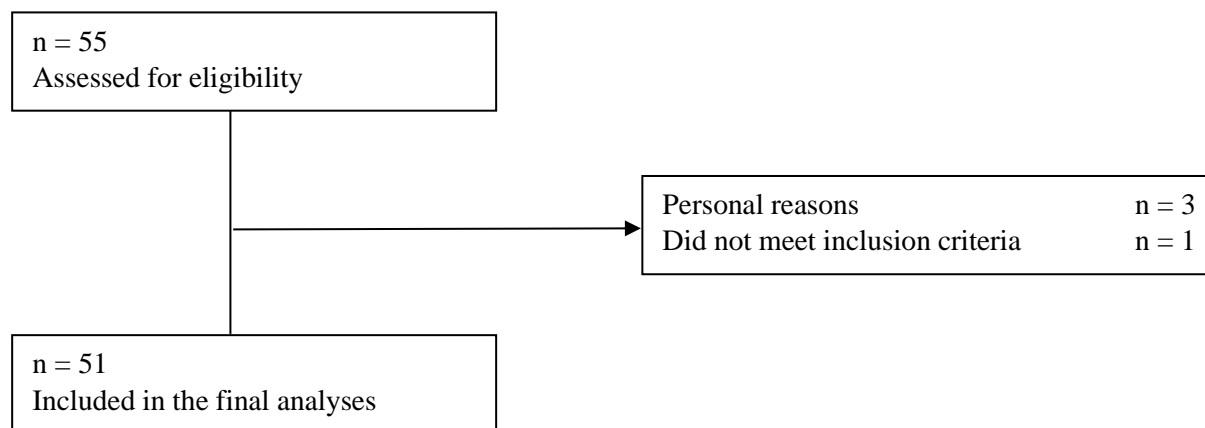 n = 55
Assessed for eligibility
Personal reasons n = 3
Did not meet inclusion criteria n = 1
n = 51
Included in the final analyses